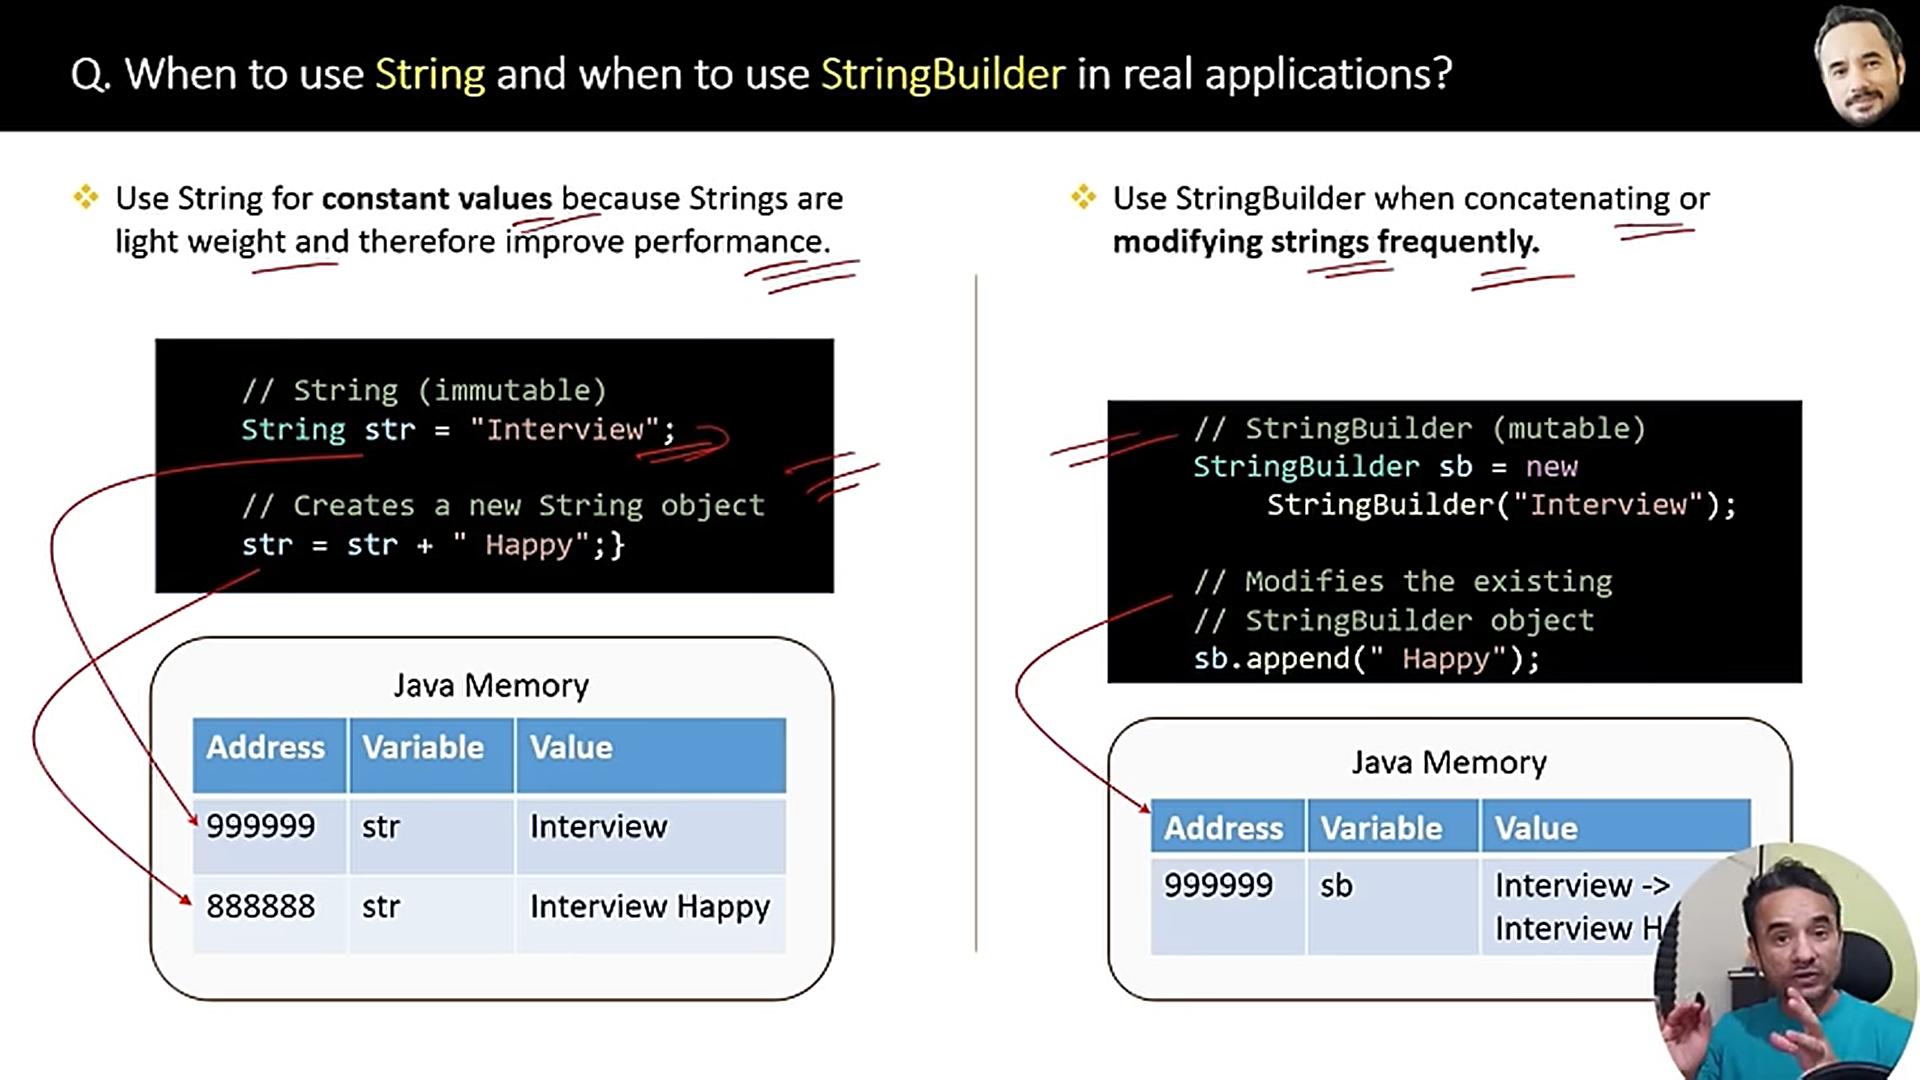 Q. When to use String and when to use StringBuilder in real applications?
❖ Use String for constant values because Strings are
light weight and therefore improve performance.
// String (immutable)
String str = "Interview";
// Creates a new String object
str = str + " Happy";}
Java Memory
Address Variable Value
999999 str Interview
888888 str Interview Happy
❖ Use StringBuilder when concatenating or
modifying strings frequently.
// StringBuilder (mutable)
StringBuilder sb = new
StringBuilder("Interview");
// Modifies the existing
// StringBuilder object
sb.append(" Happy");
Java Memory
Address Variable Value
999999 sb Interview ->
Interview